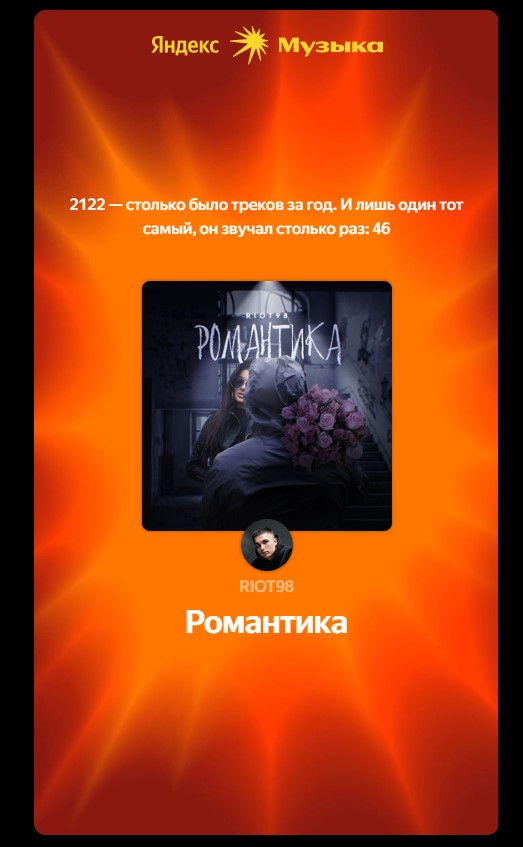 Яндекс Музыка
2122 — столько было треков за год. И лишь один тот
самый, он звучал столько раз: 46
RIOT98
РОМАНТИКА
RIOT98
Романтика